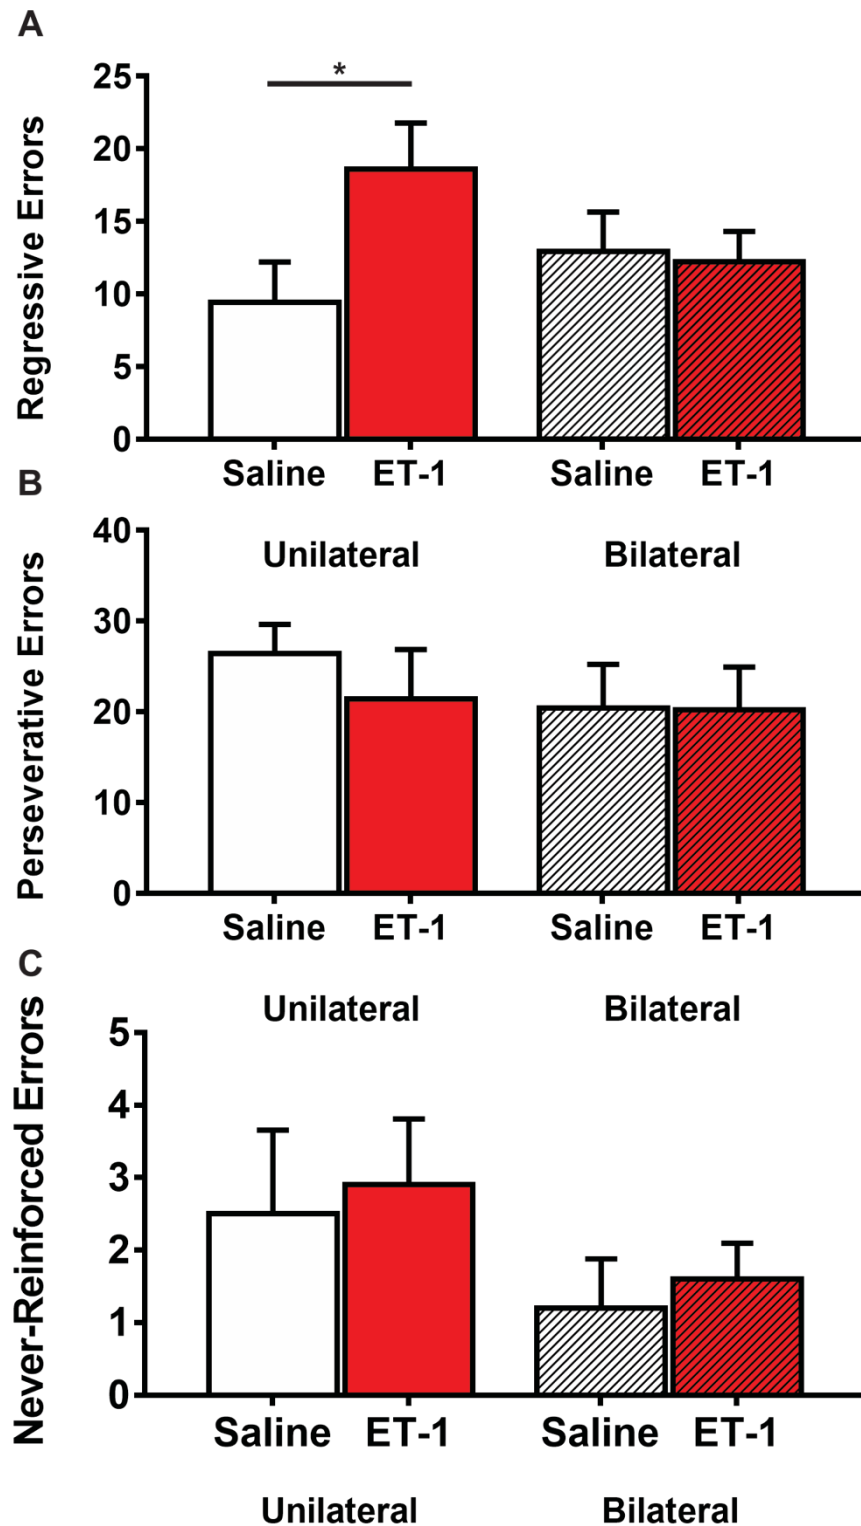 A
*
Regressive Errors
25
20
15
10
5
0
Saline ET-1 Saline ET-1
Unilateral Bilateral
B
Perseverative Errors
40
30
20
10
0
Saline ET-1 Saline ET-1
Unilateral Bilateral
C
Never-Reinforced Errors
5
4
3
2
1
0
Saline ET-1 Saline ET-1
Unilateral Bilateral